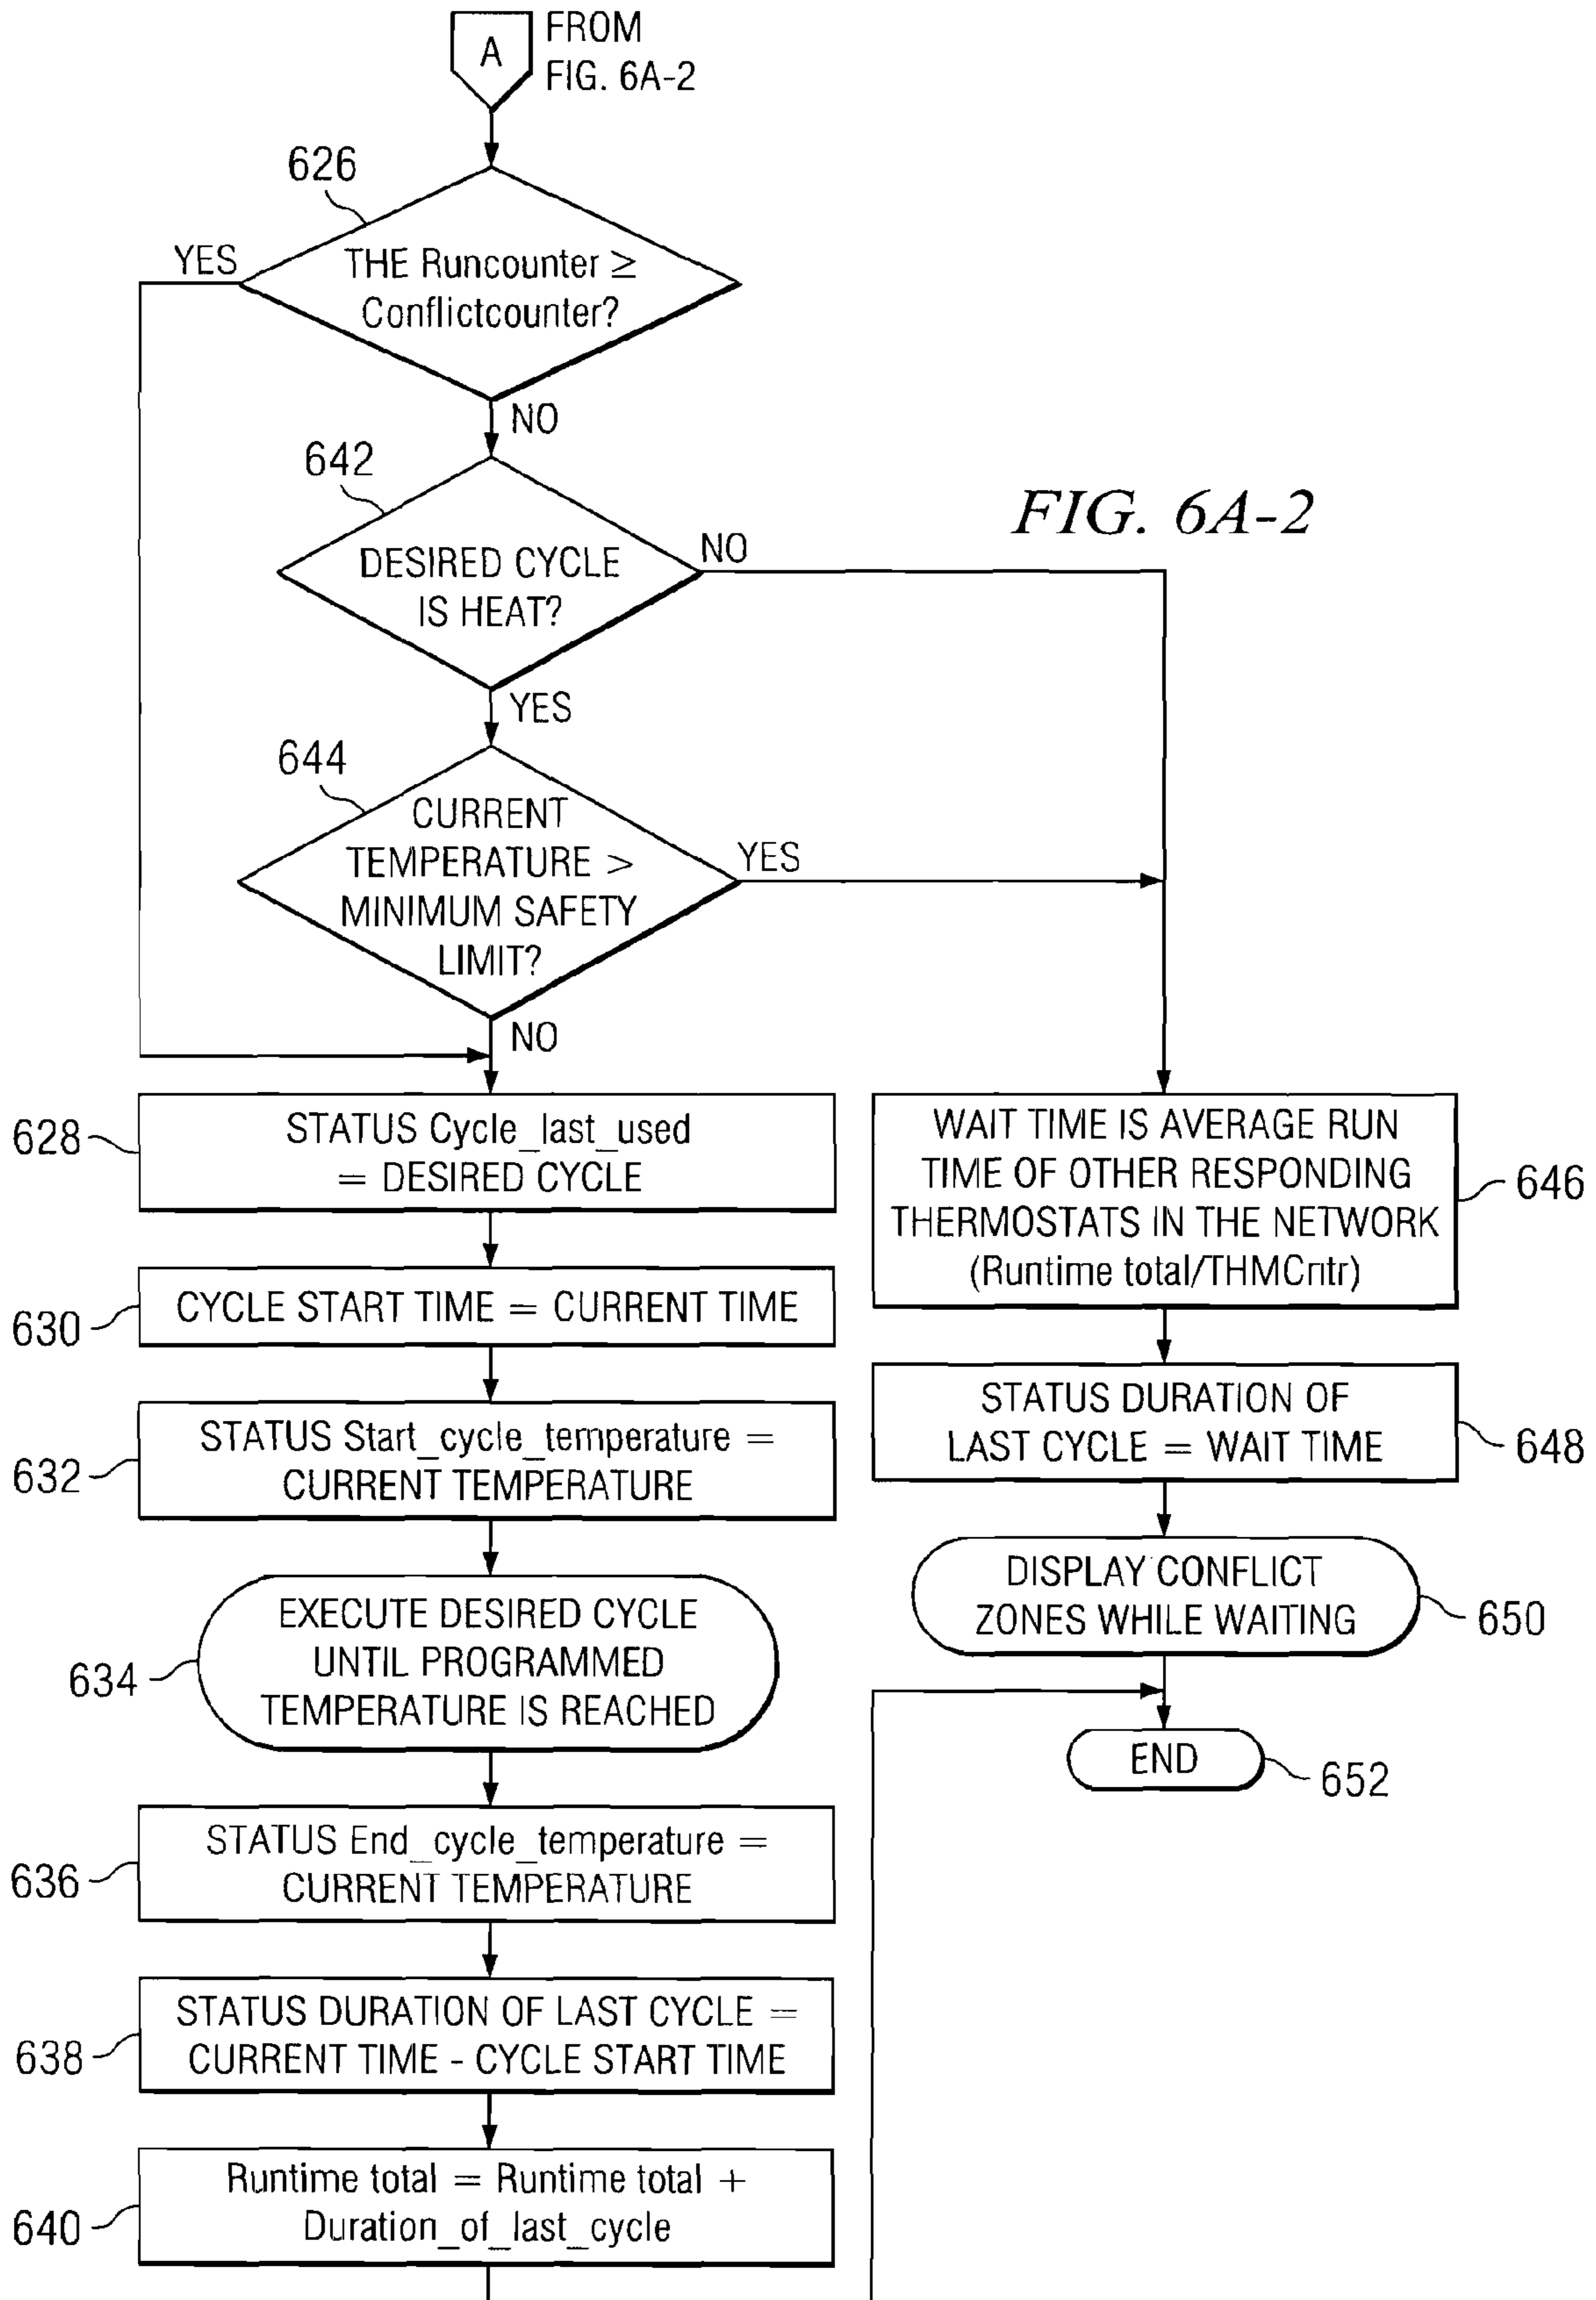 A
FROM
FIG. 6A-2
626
YES
THE Runcounter ≥
Conflictcounter?
NO
642
FIG. 6A-2
DESIRED CYCLE
IS HEAT?
NO
YES
644
CURRENT
TEMPERATURE >
MINIMUM SAFETY
LIMIT?
YES
NO
628
STATUS Cycle_last_used
= DESIRED CYCLE
630
CYCLE START TIME = CURRENT TIME
632
STATUS Start_cycle_temperature =
CURRENT TEMPERATURE
634
EXECUTE DESIRED CYCLE
UNTIL PROGRAMMED
TEMPERATURE IS REACHED
636
STATUS End_cycle_temperature =
CURRENT TEMPERATURE
638
STATUS DURATION OF LAST CYCLE =
CURRENT TIME - CYCLE START TIME
640
Runtime total = Runtime total +
Duration_of_last_cycle
WAIT TIME IS AVERAGE RUN
TIME OF OTHER RESPONDING
THERMOSTATS IN THE NETWORK
(Runtime total/THMCntr)
646
STATUS DURATION OF
LAST CYCLE = WAIT TIME
648
DISPLAY CONFLICT
ZONES WHILE WAITING
650
END
652